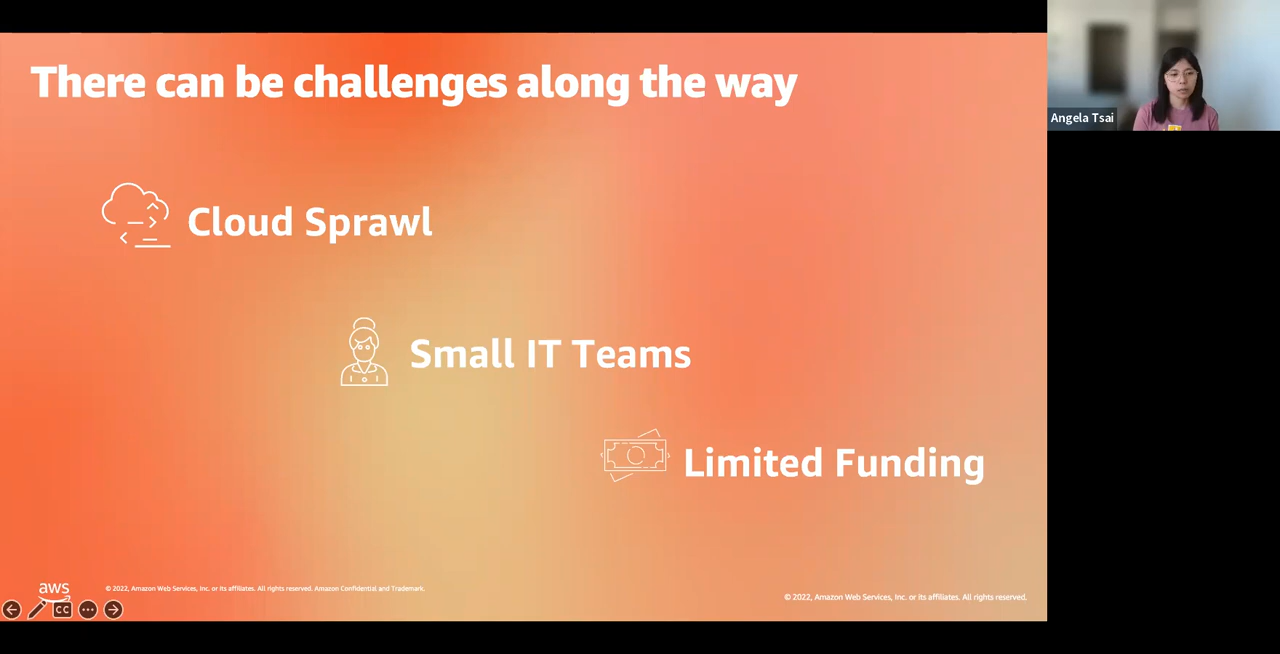 There can be challenges along the way
Angela Tsai
Cloud Sprawl
Small IT Teams
Limited Funding
aws
© 2022, Amazon Web Services, Inc. or its affiliates. All rights reserved. Amazon Confidential and Trademark.
© 2022, Amazon Web Services, Inc. or its affiliates. All rights reserved.
CC